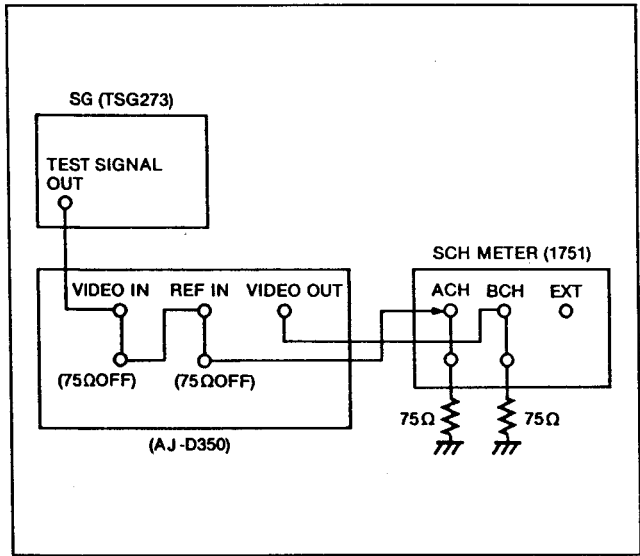 SG (TSG273)
TEST SIGNAL
OUT
SCH METER (1751)
VIDEO IN REF IN VIDEO OUT
ACH BCH EXT
(75ΩOFF) (75ΩOFF)
75Ω 75Ω
(AJ-D350)